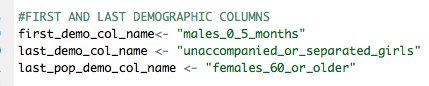 #FIRST AND LAST DEMOGRAPHIC COLUMNS
first_demo_col_name<- "males_0_5_months"
last_demo_col_name <- "unaccompanied_or_separated_girls"
last_pop_demo_col_name <- "females_60_or_older"